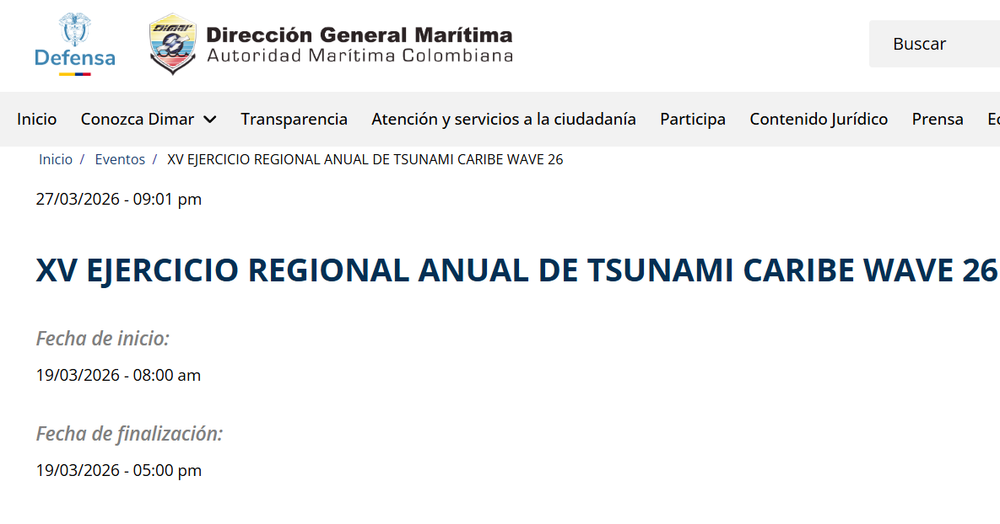 Defensa
DIMAR
Dirección General Marítima
Autoridad Marítima Colombiana
Buscar
Inicio Conozca Dimar Transparencia Atención y servicios a la ciudadanía Participa Contenido Jurídico Prensa
Inicio / Eventos / XV EJERCICIO REGIONAL ANUAL DE TSUNAMI CARIBE WAVE 26
27/03/2026 - 09:01 pm
XV EJERCICIO REGIONAL ANUAL DE TSUNAMI CARIBE WAVE 26
Fecha de inicio:
19/03/2026 - 08:00 am
Fecha de finalización:
19/03/2026 - 05:00 pm